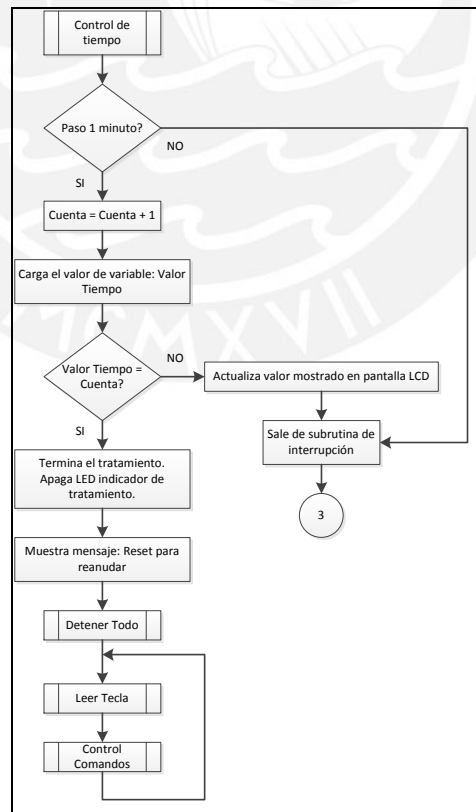 Control de
tiempo
Paso 1 minuto?
NO
SI
Cuenta = Cuenta + 1
Carga el valor de variable: Valor
Tiempo
Valor Tiempo =
Cuenta?
NO
Actualiza valor mostrado en pantalla LCD
SI
Sale de subrutina de
interrupción
Termina el tratamiento.
Apaga LED indicador de
tratamiento.
3
Muestra mensaje: Reset para
reanudar
Detener Todo
Leer Tecla
Control
Comandos
MCMXVII